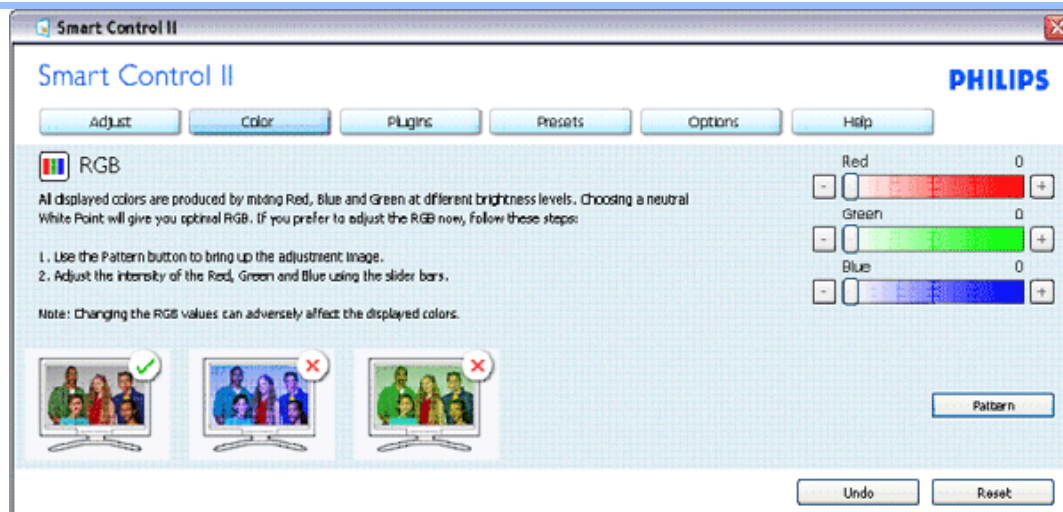 Smart Control II
Smart Control II
PHILIPS
Adjust Color Plugins Presets Options Help
RGB
All displayed colors are produced by mixing Red, Blue and Green at different brightness levels. Choosing a neutral
White Point will give you optimal RGB. If you prefer to adjust the RGB now, follow these steps:
1. Use the Pattern button to bring up the adjustment image.
2. Adjust the intensity of the Red, Green and Blue using the slider bars.
Note: Changing the RGB values can adversely affect the displayed colors.
Red 0
- +
Green 0
- +
Blue 0
- +
Pattern
Undo Reset